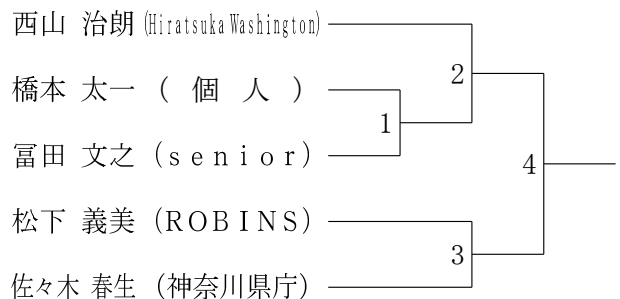 西山 治朗 (Hiratsuka Washington)
橋本 太一 (個人)
冨田 文之 (senior)
松下 義美 (ROBINS)
佐々木 春生 (神奈川県庁)
1
2
3
4